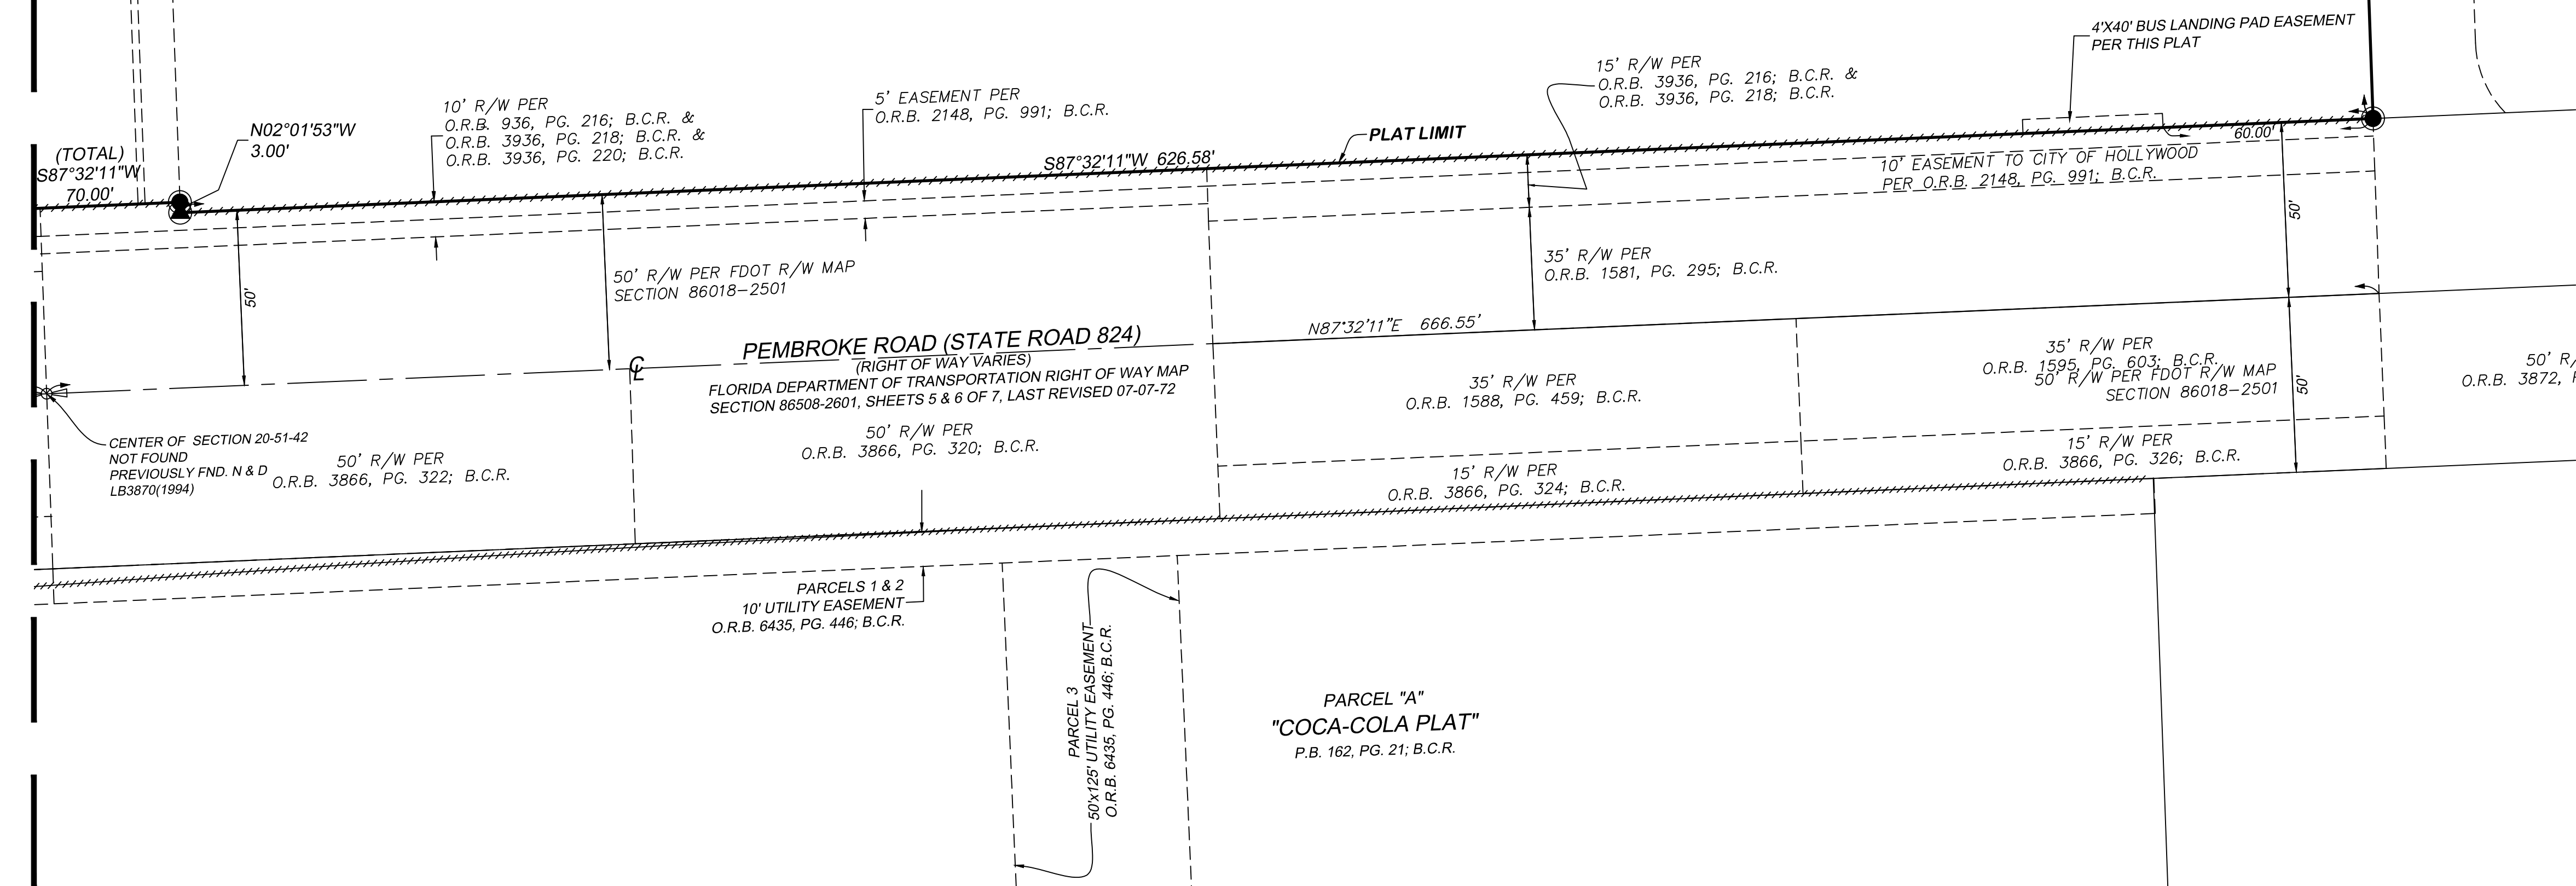 4'X40' BUS LANDING PAD EASEMENT
PER THIS PLAT
15' R/W PER
O.R.B. 3936, PG. 216; B.C.R. &
O.R.B. 3936, PG. 218; B.C.R.
5' EASEMENT PER
O.R.B. 2148, PG. 991; B.C.R.
10' R/W PER
O.R.B. 936, PG. 216; B.C.R. &
O.R.B. 3936, PG. 218; B.C.R. &
O.R.B. 3936, PG. 220; B.C.R.
N02°01'53"W
3.00'
(TOTAL)
S87°32'11"W
70.00'
PLAT LIMIT
S87°32'11"W 626.58'
60.00'
10' EASEMENT TO CITY OF HOLLYWOOD
PER O.R.B. 2148, PG. 991; B.C.R.
50'
50'
50' R/W PER FDOT R/W MAP
SECTION 86018-2501
35' R/W PER
O.R.B. 1581, PG. 295; B.C.R.
N87°32'11"E 666.55'
℄
PEMBROKE ROAD (STATE ROAD 824)
(RIGHT OF WAY VARIES)
FLORIDA DEPARTMENT OF TRANSPORTATION RIGHT OF WAY MAP
SECTION 86508-2601, SHEETS 5 & 6 OF 7, LAST REVISED 07-07-72
35' R/W PER
O.R.B. 1588, PG. 459; B.C.R.
35' R/W PER
O.R.B. 1595, PG. 603; B.C.R.
50' R/W PER FDOT R/W MAP
SECTION 86018-2501
50'
50' R/
O.R.B. 3872,
CENTER OF SECTION 20-51-42
NOT FOUND
PREVIOUSLY FND. N & D
LB3870(1994)
50' R/W PER
O.R.B. 3866, PG. 322; B.C.R.
50' R/W PER
O.R.B. 3866, PG. 320; B.C.R.
15' R/W PER
O.R.B. 3866, PG. 324; B.C.R.
15' R/W PER
O.R.B. 3866, PG. 326; B.C.R.
PARCELS 1 & 2
10' UTILITY EASEMENT
O.R.B. 6435, PG. 446; B.C.R.
PARCEL 3
50'x125' UTILITY EASEMENT
O.R.B. 6435, PG. 446; B.C.R.
PARCEL "A"
"COCA-COLA PLAT"
P.B. 162, PG. 21; B.C.R.